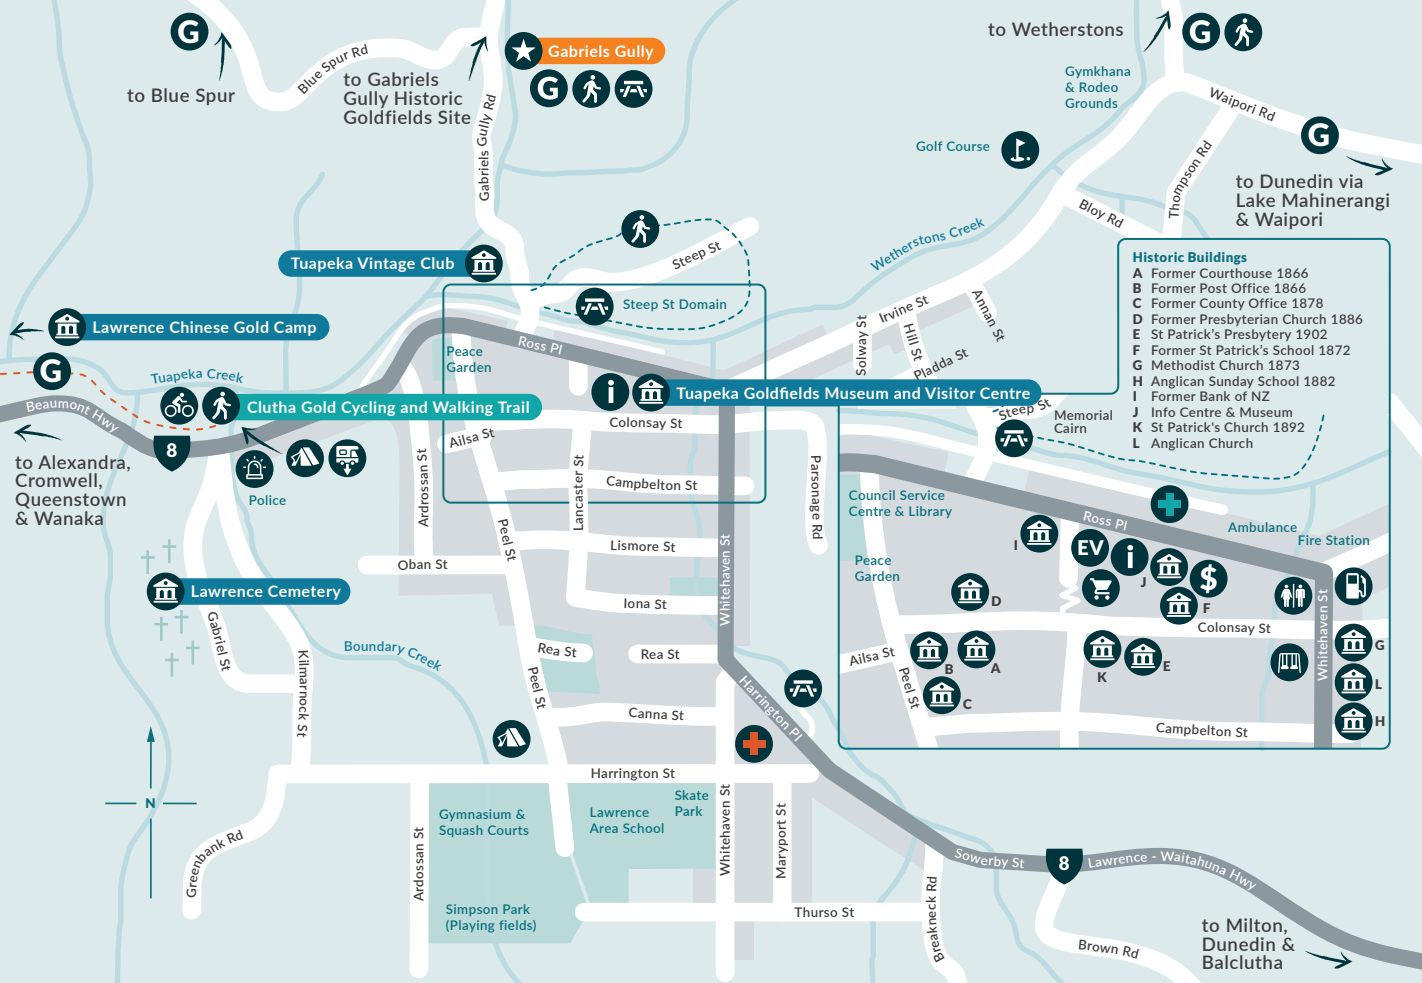 G
to Blue Spur
Blue Spur Rd
to Gabriels
Gully Historic
Goldfields Site
Gabriels Gully Rd
Gabriels Gully
G
to Wetherstons
G
Gymkhana
& Rodeo
Grounds
Waipori Rd
G
Golf Course
Thompson Rd
to Dunedin via
Lake Mahinerangi
& Waipori
Bloy Rd
Wetherstons Creek
Steep St
Tuapeka Vintage Club
Steep St Domain
Lawrence Chinese Gold Camp
Irvine St
Annan St
Solway St
Hill St
Pladda St
Historic Buildings
A Former Courthouse 1866
B Former Post Office 1866
C Former County Office 1878
D Former Presbyterian Church 1886
E St Patrick's Presbytery 1902
F Former St Patrick's School 1872
G Methodist Church 1873
H Anglican Sunday School 1882
I Former Bank of NZ
J Info Centre & Museum
K St Patrick's Church 1892
L Anglican Church
Ross Pl
Peace
Garden
G
Tuapeka Creek
Clutha Gold Cycling and Walking Trail
i
Tuapeka Goldfields Museum and Visitor Centre
Beaumont Hwy
8
Steep St
Memorial
Cairn
to Alexandra,
Cromwell,
Queenstown
& Wanaka
Police
Ailsa St
Colonsay St
Ardrossan St
Lancaster St
Campbelton St
Parsonage Rd
Peel St
Lismore St
Oban St
Iona St
Whitehaven St
Council Service
Centre & Library
Ross Pl
Ambulance
Fire Station
I
EV
i
J
$
F
Peace
Garden
D
Colonsay St
Whitehaven St
Ailsa St
B
A
K
E
G
Peel St
C
L
H
Campbelton St
Lawrence Cemetery
Gabriel St
Kilmarnock St
Boundary Creek
Rea St
Rea St
Peel St
Canna St
Harrington Pl
Harrington St
N
Greenbank Rd
Ardossan St
Gymnasium &
Squash Courts
Lawrence
Area School
Skate
Park
Whitehaven St
Maryport St
Simpson Park
(Playing fields)
Thurso St
Breakneck Rd
Sowerby St
8
Lawrence - Waitahuna Hwy
Brown Rd
to Milton,
Dunedin &
Balclutha